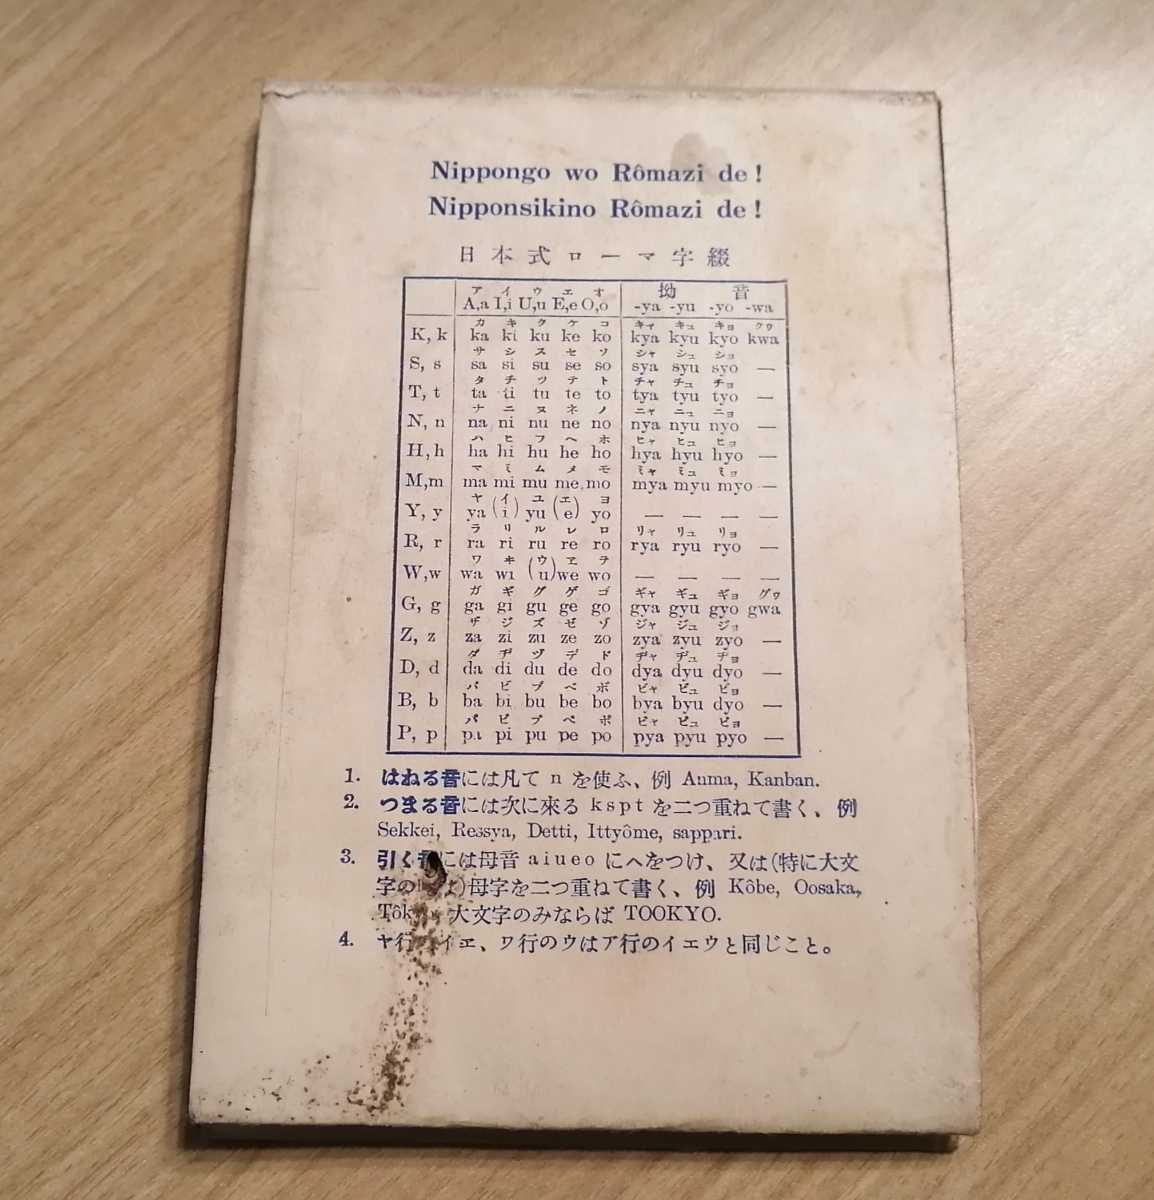 Nippongo wo Rômazi de!
Nipponsikino Rômazi de!
日本式ローマ字綴
ア イ ウ エ オ 拗 音
A,a I,i U,u E,e O,o -ya -yu -yo -wa
カ キ ク ケ コ キャ キュ キョ クヮ
K, k ka ki ku ke ko kya kyu kyo kwa
サ シ ス セ ソ シャ シュ ショ
S, s sa si su se so sya syu syo —
タ チ ツ テ ト チャ チュ チョ
T, t ta ti tu te to tya tyu tyo —
ナ ニ ヌ ネ ノ ニャ ニュ ニョ
N, n na ni nu ne no nya nyu nyo —
ハ ヒ フ ヘ ホ ヒャ ヒュ ヒョ
H, h ha hi hu he ho hya hyu hyo —
マ ミ ム メ モ ミャ ミュ ミョ
M,m ma mi mu me mo mya myu myo —
ヤ (イ) ユ (エ) ヨ
Y, y ya (i) yu (e) yo — — — —
ラ リ ル レ ロ リャ リュ リョ
R, r ra ri ru re ro rya ryu ryo —
ワ ヰ (ウ) ヱ ヲ
W,w wa wi (u) we wo — — — —
ガ ギ グ ゲ ゴ ギャ ギュ ギョ グヮ
G, g ga gi gu ge go gya gyu gyo gwa
ザ ジ ズ ゼ ゾ ジャ ジュ ジョ
Z, z za zi zu ze zo zya zyu zyo —
ダ ヂ ヅ デ ド ヂャ ヂュ ヂョ
D, d da di du de do dya dyu dyo —
バ ビ ブ ベ ボ ビャ ビュ ビョ
B, b ba bi bu be bo bya byu dyo —
パ ピ プ ペ ポ ピャ ピュ ピョ
P, p pa pi pu pe po pya pyu pyo —
1. はねる音には凡て n を使ふ、例 Anma, Kanban.
2. つまる音には次に來る k s p t を二つ重ねて書く、例
Sekkei, Ressya, Detti, Ittyôme, sappari.
3. 引く音には母音 a i u e o にへをつけ、又は(特に大文
字の は)母字を二つ重ねて書く、例 Kôbe, Oosaka,
Tôk 大文字のみならば TOOKYO.
4. ヤ行のイヱ、ワ行のウはア行のイエウと同じこと。